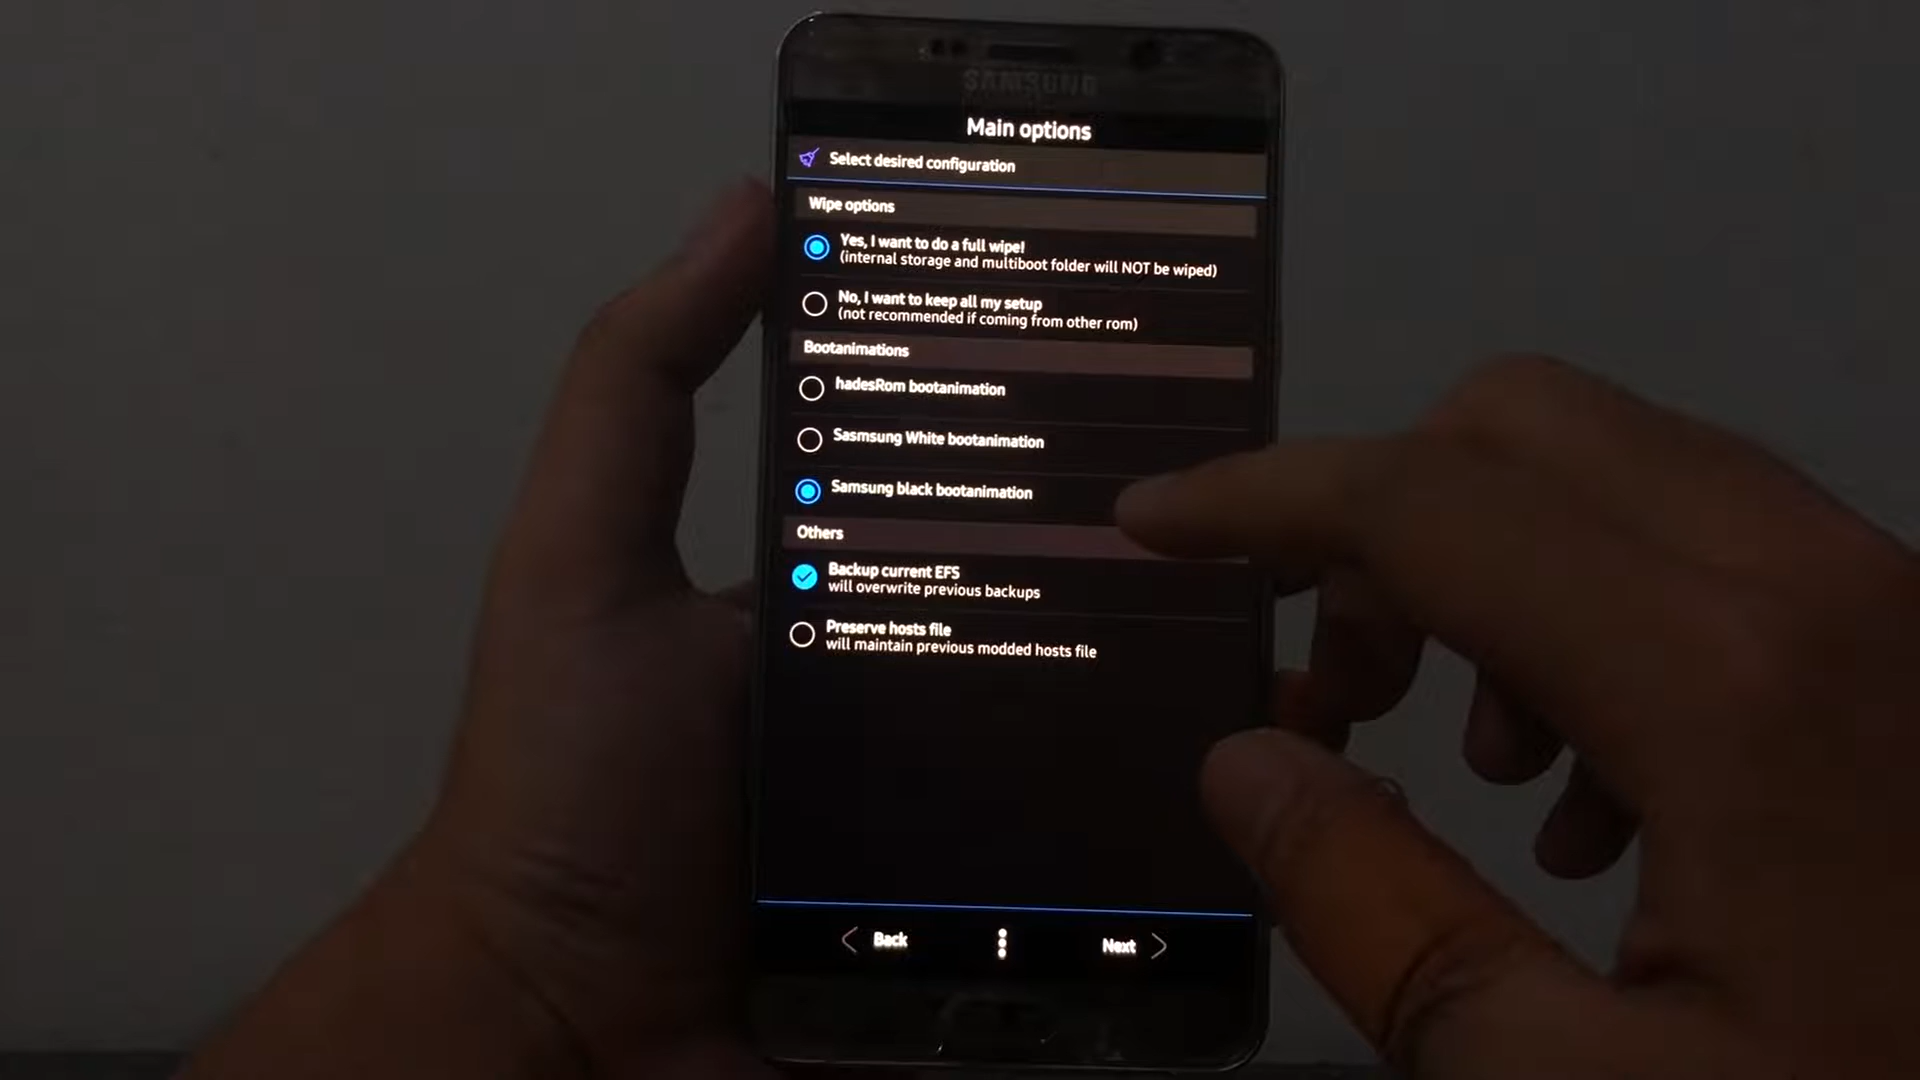 SAMSUNG
Main options
Select desired configuration
Wipe options
Yes, I want to do a full wipe!
(internal storage and multiboot folder will NOT be wiped)
No, I want to keep all my setup
(not recommended if coming from other rom)
Bootanimations
hadesRom bootanimation
Sasmsung White bootanimation
Samsung black bootanimation
Others
Backup current EFS
will overwrite previous backups
Preserve hosts file
will maintain previous modded hosts file
Back
Next